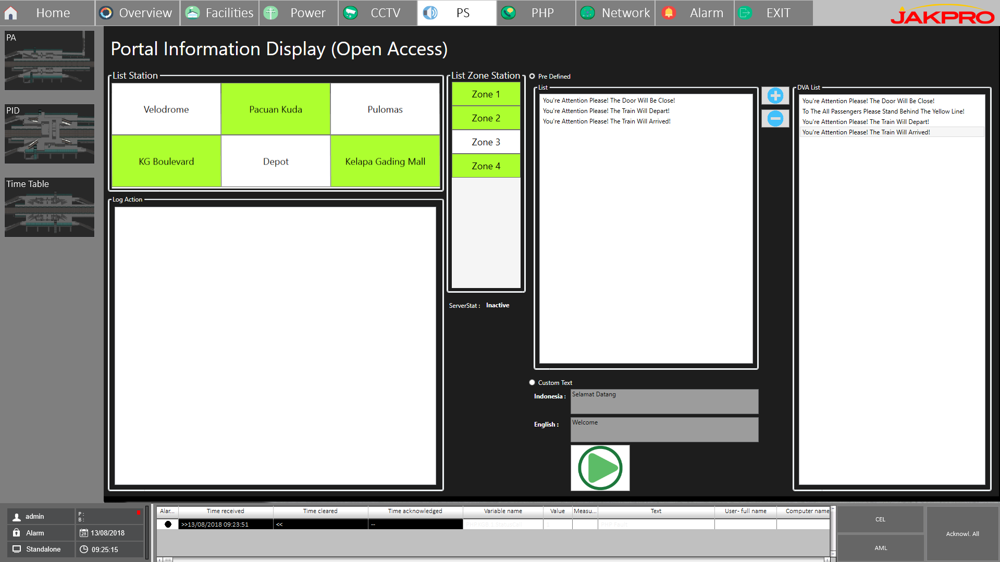 Home
Overview
Facilities
Power
CCTV
PS
PHP
Network
Alarm
EXIT
JAKPRO
PA
PID
Time Table
Portal Information Display (Open Access)
List Station
Velodrome
Pacuan Kuda
Pulomas
KG Boulevard
Depot
Kelapa Gading Mall
Log Action
List Zone Station
Zone 1
Zone 2
Zone 3
Zone 4
ServerStat : Inactive
Pre Defined
List
You're Attention Please! The Door Will Be Close!
You're Attention Please! The Train Will Depart!
You're Attention Please! The Train Will Arrived!
DVA List
You're Attention Please! The Door Will Be Close!
To The All Passengers Please Stand Behind The Yellow Line!
You're Attention Please! The Train Will Depart!
You're Attention Please! The Train Will Arrived!
Custom Text
Indonesia : Selamat Datang
English : Welcome
admin
P :
B :
Alarm
28 13/08/2018
Standalone
09:25:15
Alar... Time received Time cleared Time acknowledged Variable name Value Measu... Text User- full name Computer name
>>13/08/2018 09:23:51 << -- PHP.KGB.1.StatusCall 1 PHP Fault
CEL
AML
Acknowl. All